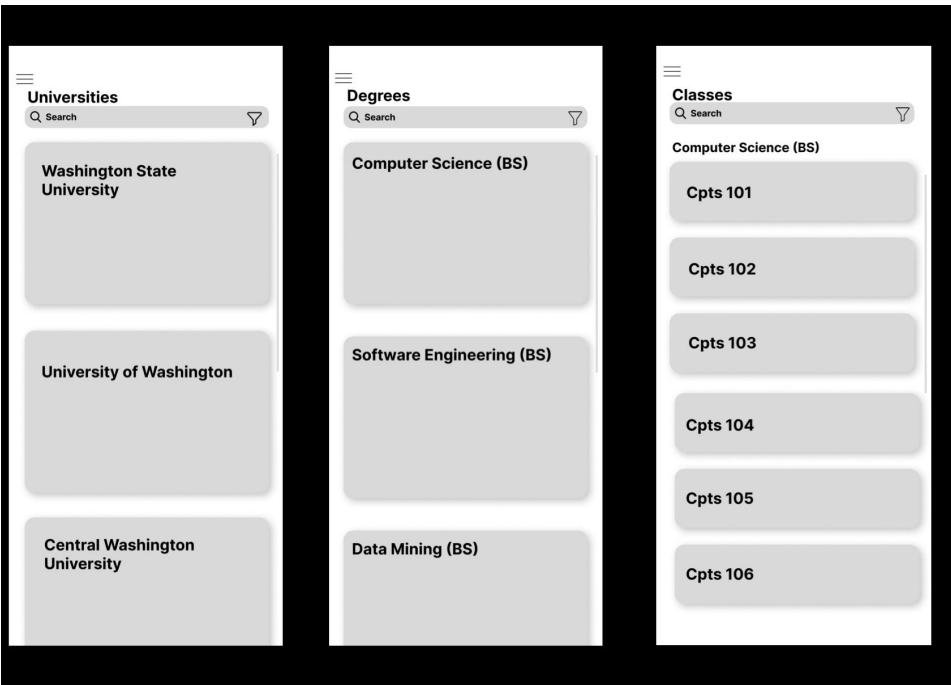 Universities
Search
Washington State
University
University of Washington
Central Washington
University
Degrees
Search
Computer Science (BS)
Software Engineering (BS)
Data Mining (BS)
Classes
Search
Computer Science (BS)
Cpts 101
Cpts 102
Cpts 103
Cpts 104
Cpts 105
Cpts 106